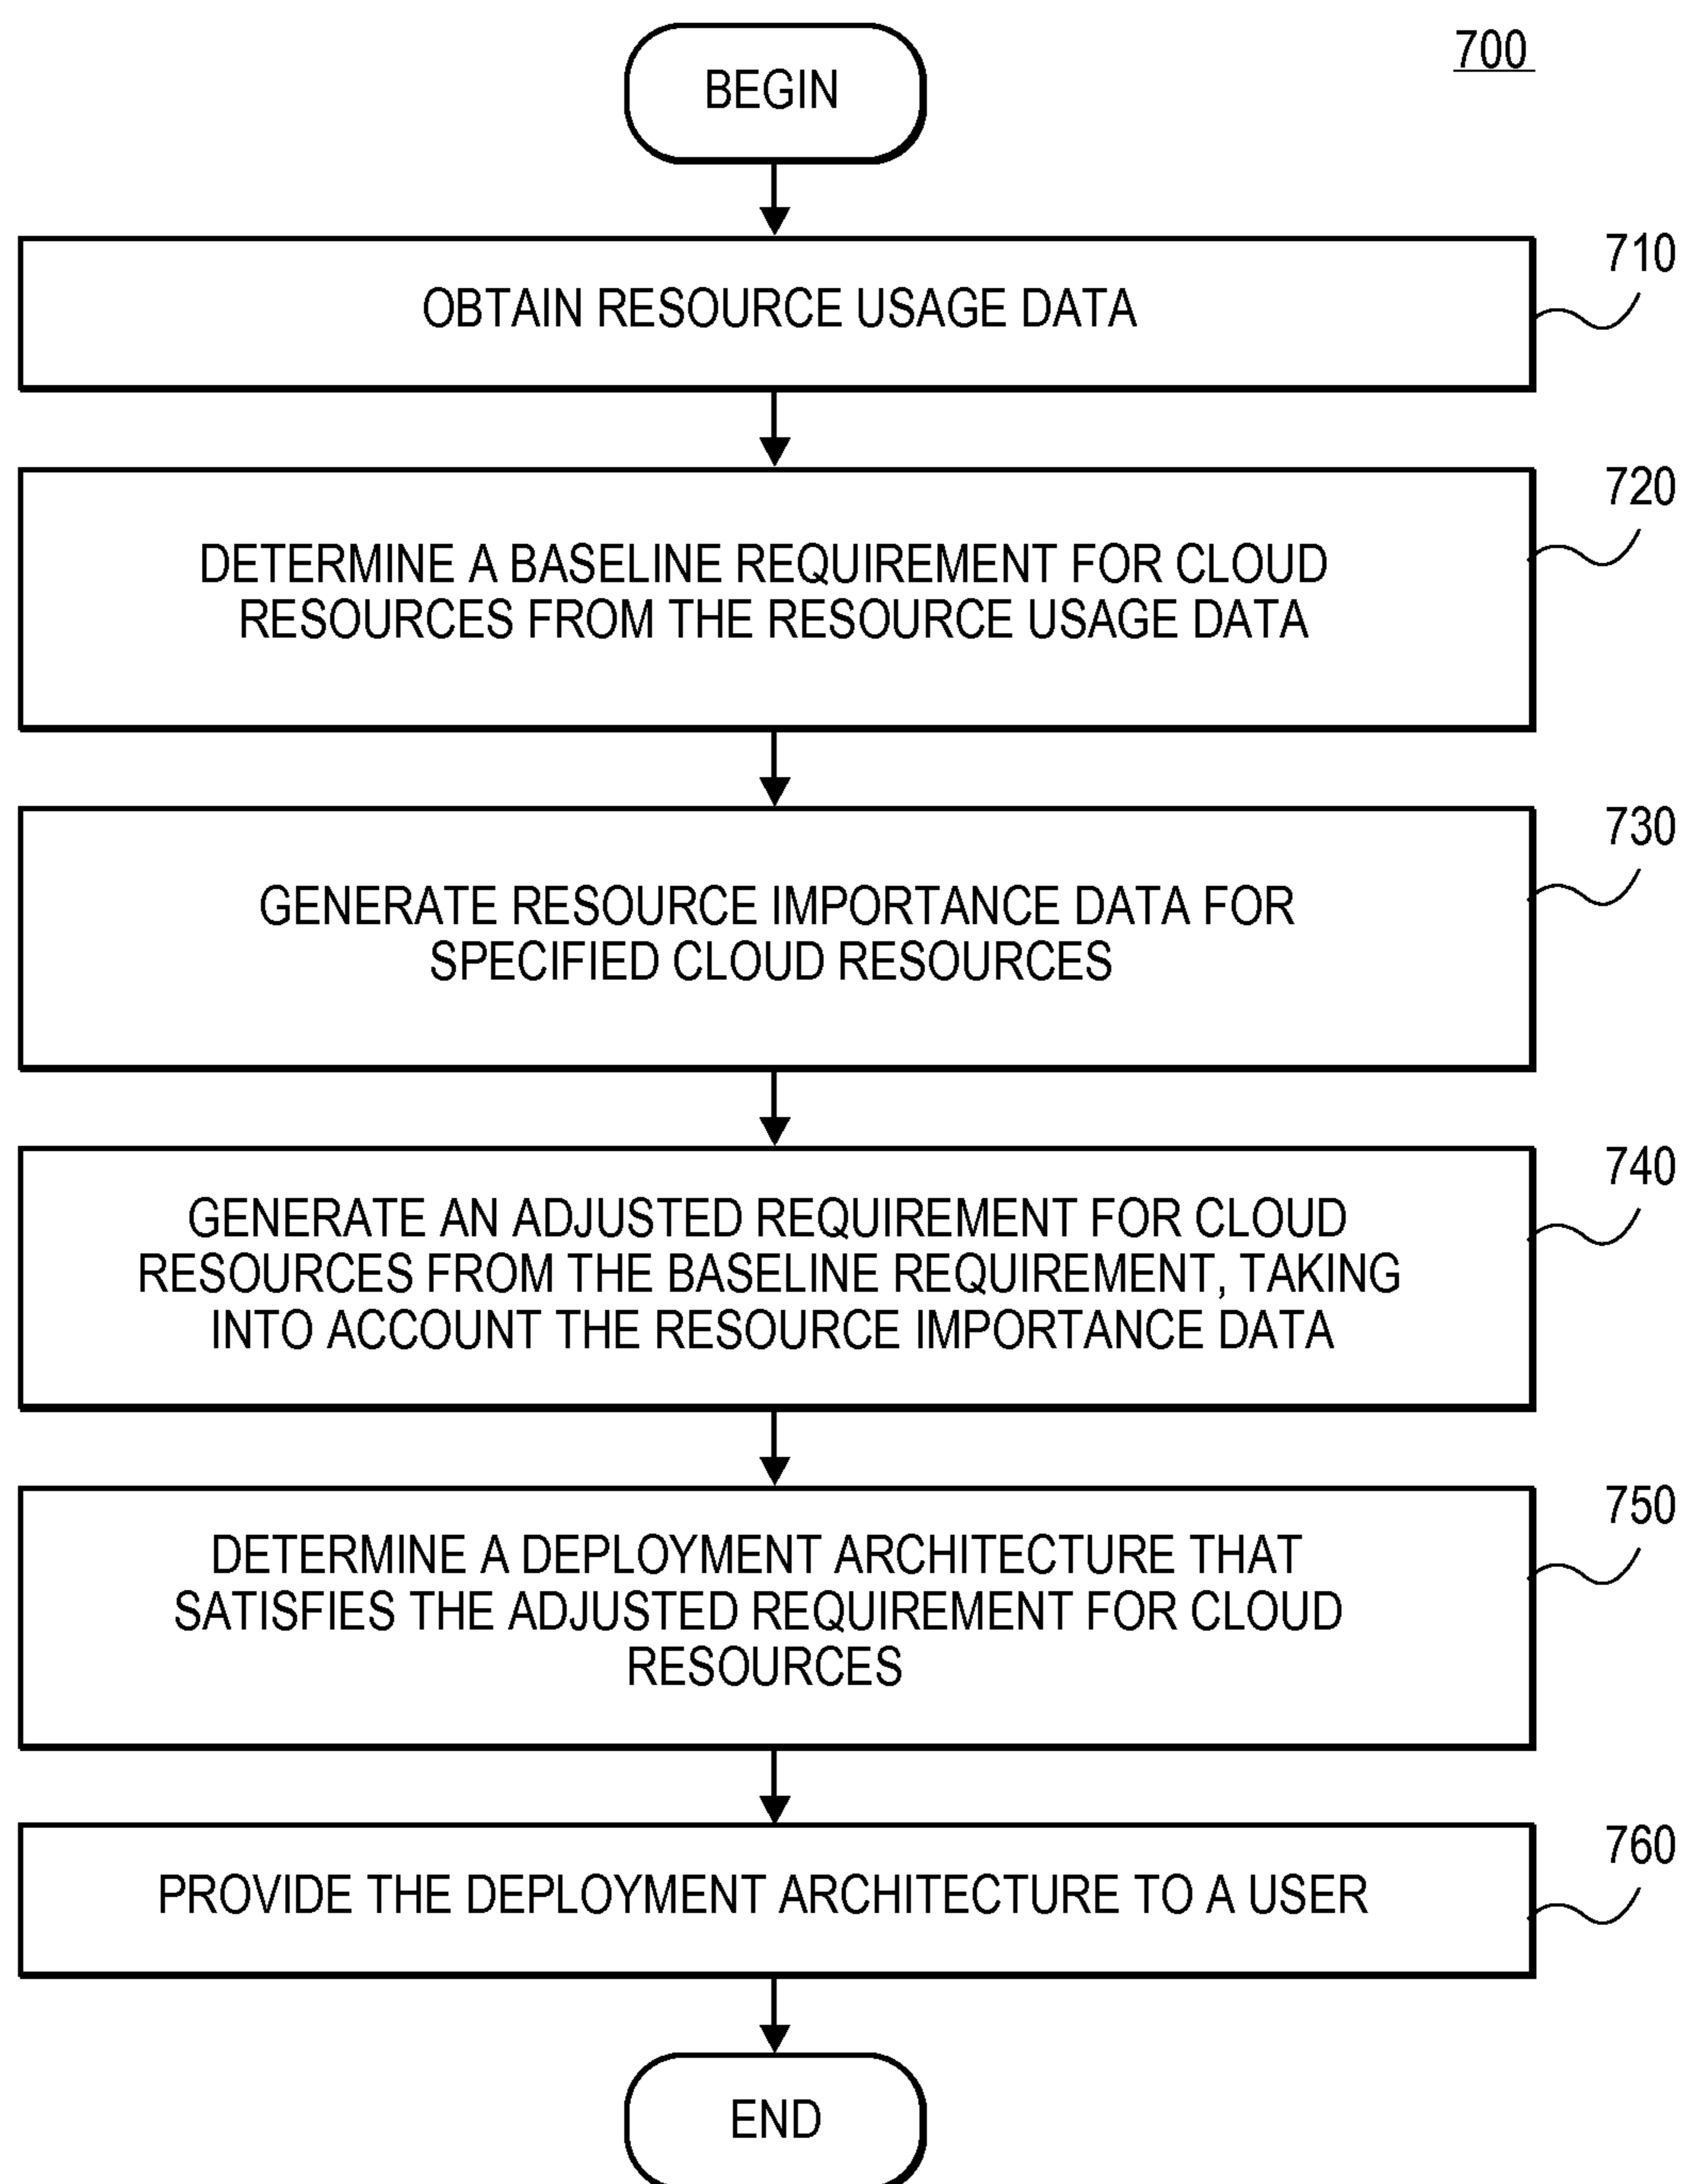 700
BEGIN
710
OBTAIN RESOURCE USAGE DATA
720
DETERMINE A BASELINE REQUIREMENT FOR CLOUD
RESOURCES FROM THE RESOURCE USAGE DATA
730
GENERATE RESOURCE IMPORTANCE DATA FOR
SPECIFIED CLOUD RESOURCES
740
GENERATE AN ADJUSTED REQUIREMENT FOR CLOUD
RESOURCES FROM THE BASELINE REQUIREMENT, TAKING
INTO ACCOUNT THE RESOURCE IMPORTANCE DATA
750
DETERMINE A DEPLOYMENT ARCHITECTURE THAT
SATISFIES THE ADJUSTED REQUIREMENT FOR CLOUD
RESOURCES
760
PROVIDE THE DEPLOYMENT ARCHITECTURE TO A USER
END